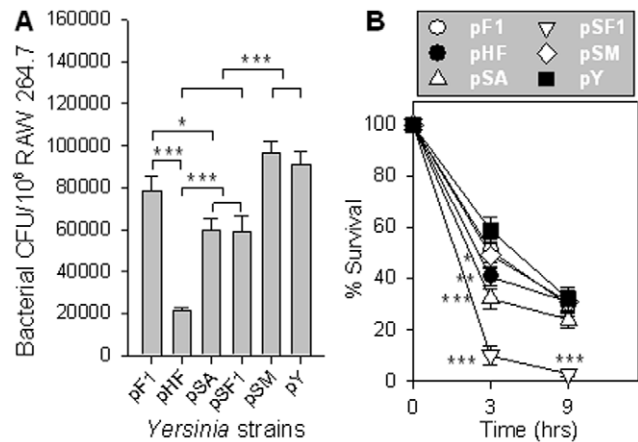 A
Bacterial CFU/10⁶ RAW 264.7
160000
140000
120000
100000
80000
60000
40000
20000
0
***
*
***
***
pF1
pHF
pSA
pSF1
pSM
pY
Yersinia strains
B
pF1 pSF1
pHF pSM
pSA pY
% Survival
100
80
60
40
20
0
*
**
***
*** ***
0 3 9
Time (hrs)